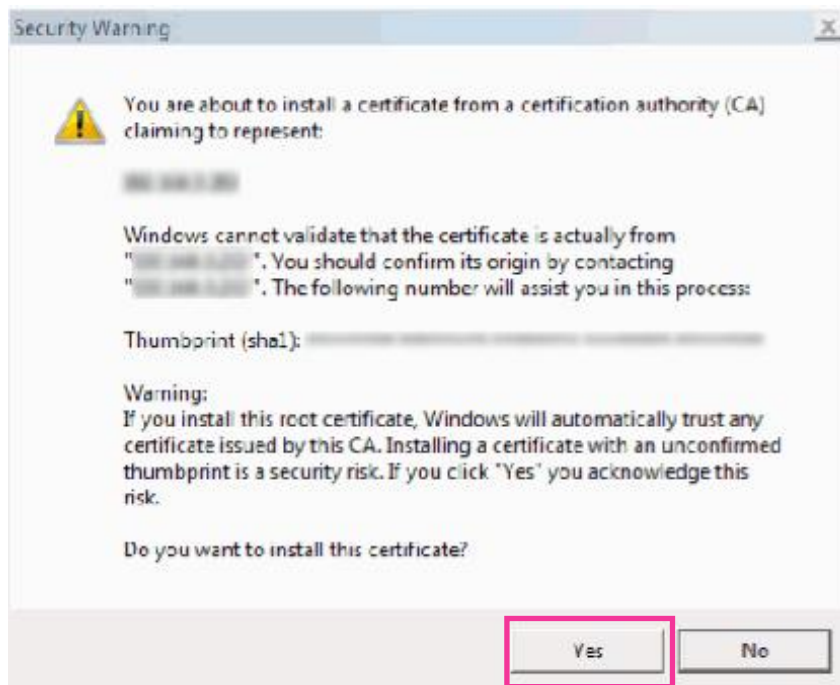 Security Warning
You are about to install a certificate from a certification authority (CA)
claiming to represent:
Windows cannot validate that the certificate is actually from
" ". You should confirm its origin by contacting
" ". The following number will assist you in this process:
Thumbprint (sha1):
Warning:
If you install this root certificate, Windows will automatically trust any
certificate issued by this CA. Installing a certificate with an unconfirmed
thumbprint is a security risk. If you click "Yes" you acknowledge this
risk.
Do you want to install this certificate?
Yes
No